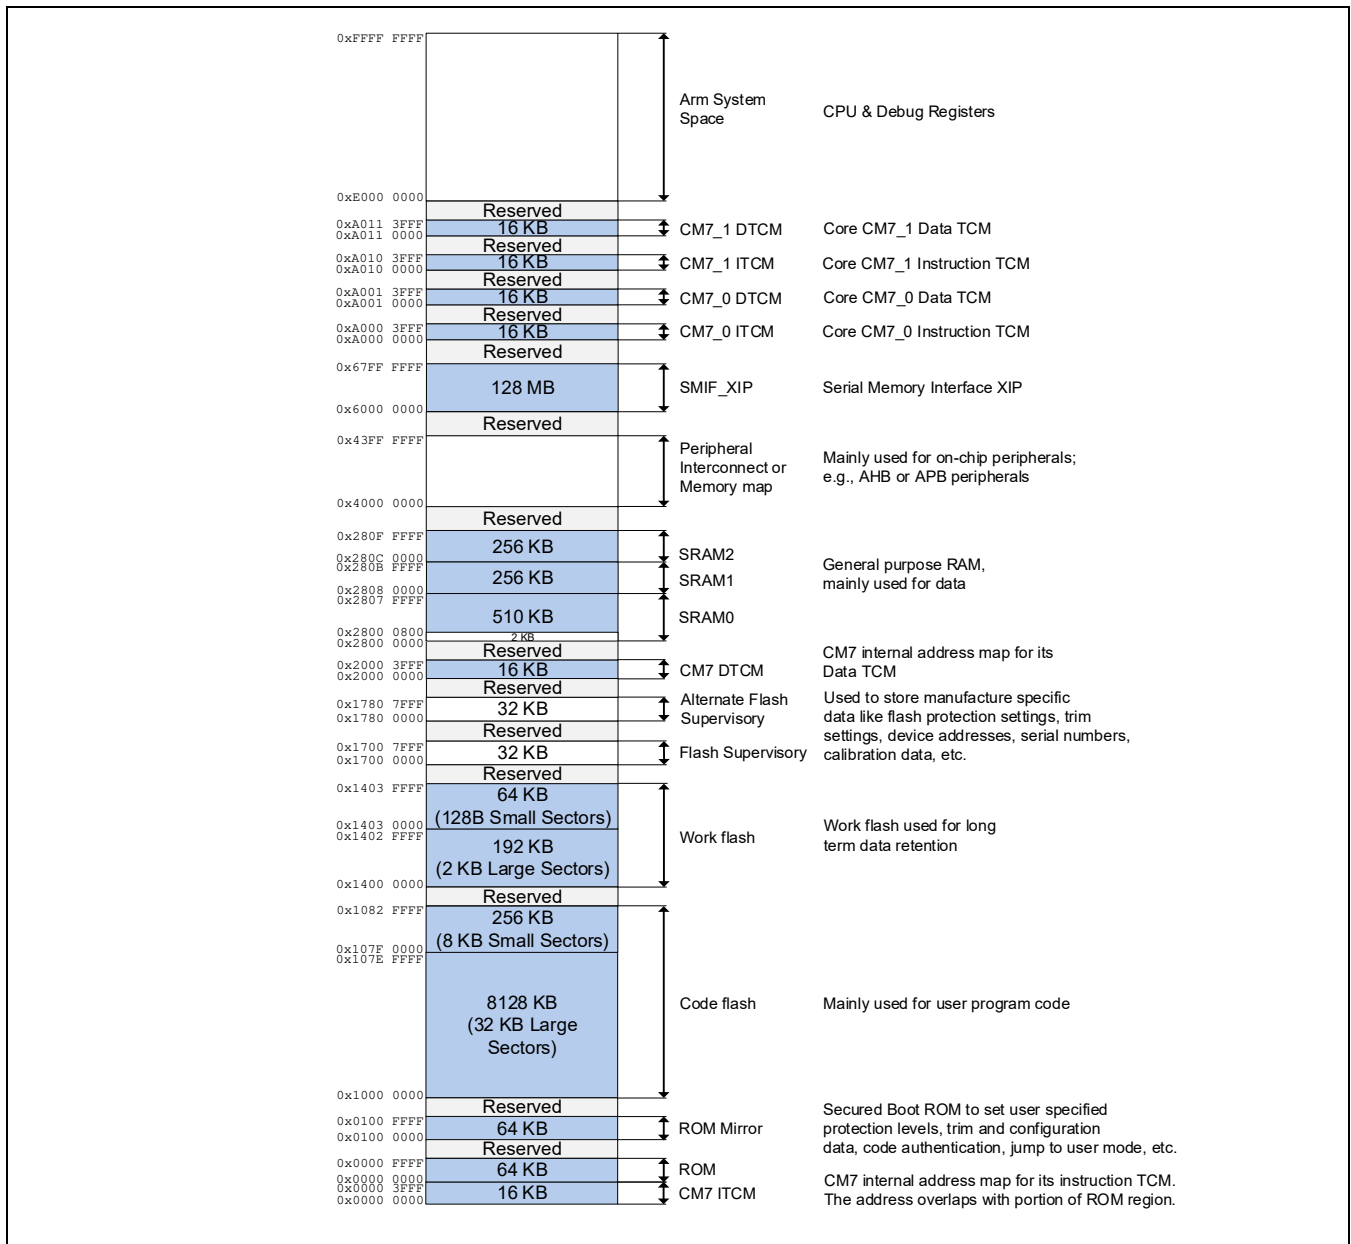 0xFFFF FFFF
Arm System
Space
CPU & Debug Registers
0xE000 0000
Reserved
0xA011 3FFF
16 KB
CM7_1 DTCM
Core CM7_1 Data TCM
0xA011 0000
Reserved
0xA010 3FFF
16 KB
CM7_1 ITCM
Core CM7_1 Instruction TCM
0xA010 0000
Reserved
0xA001 3FFF
16 KB
CM7_0 DTCM
Core CM7_0 Data TCM
0xA001 0000
Reserved
0xA000 3FFF
16 KB
CM7_0 ITCM
Core CM7_0 Instruction TCM
0xA000 0000
Reserved
0x67FF FFFF
128 MB
SMIF_XIP
Serial Memory Interface XIP
0x6000 0000
Reserved
0x43FF FFFF
Peripheral
Interconnect or
Memory map
Mainly used for on-chip peripherals;
e.g., AHB or APB peripherals
0x4000 0000
Reserved
0x280F FFFF
256 KB
SRAM2
0x280C 0000
0x280B FFFF
256 KB
SRAM1
General purpose RAM,
mainly used for data
0x2808 0000
0x2807 FFFF
510 KB
SRAM0
0x2800 0800
2 KB
0x2800 0000
Reserved
0x2000 3FFF
16 KB
CM7 DTCM
CM7 internal address map for its
Data TCM
0x2000 0000
Reserved
0x1780 7FFF
32 KB
Alternate Flash
Supervisory
0x1780 0000
Used to store manufacture specific
data like flash protection settings, trim
settings, device addresses, serial numbers,
calibration data, etc.
Reserved
0x1700 7FFF
32 KB
Flash Supervisory
0x1700 0000
Reserved
0x1403 FFFF
64 KB
(128B Small Sectors)
0x1403 0000
0x1402 FFFF
192 KB
(2 KB Large Sectors)
Work flash
Work flash used for long
term data retention
0x1400 0000
Reserved
0x1082 FFFF
256 KB
(8 KB Small Sectors)
0x107F 0000
0x107E FFFF
8128 KB
(32 KB Large
Sectors)
Code flash
Mainly used for user program code
0x1000 0000
Reserved
0x0100 FFFF
64 KB
ROM Mirror
0x0100 0000
Secured Boot ROM to set user specified
protection levels, trim and configuration
data, code authentication, jump to user mode, etc.
Reserved
0x0000 FFFF
64 KB
ROM
0x0000 0000
0x0000 3FFF
16 KB
CM7 ITCM
CM7 internal address map for its instruction TCM.
The address overlaps with portion of ROM region.
0x0000 0000